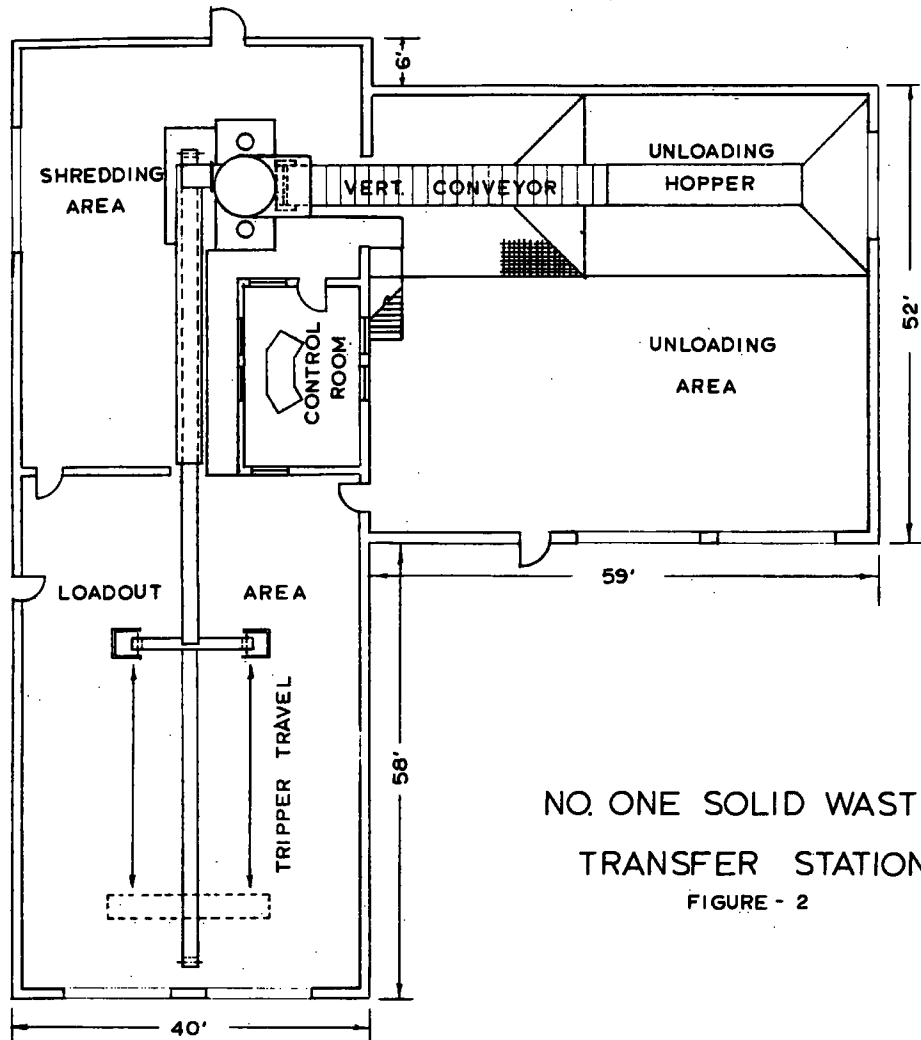 6'
SHREDDING
AREA
VERT. CONVEYOR
UNLOADING
HOPPER
52'
CONTROL
ROOM
UNLOADING
AREA
59'
LOADOUT AREA
TRIPPER TRAVEL
58'
40'
NO. ONE SOLID WAST
TRANSFER STATION
FIGURE - 2